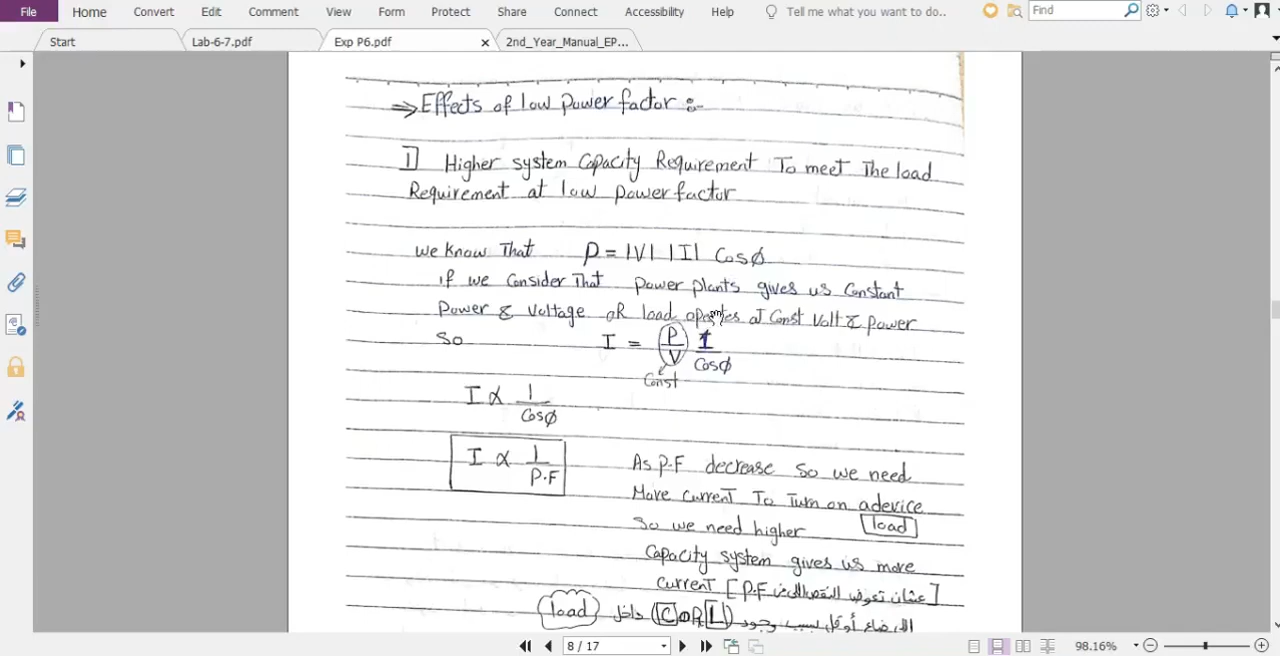 File Home Convert Edit Comment View Form Protect Share Connect Accessibility Help Tell me what you want to do.. Find
Start Lab-6-7.pdf Exp P6.pdf 2nd_Year_Manual_EP...
⇒ Effects of low Power factor :-
1 Higher system Capacity Requirement To meet The load
Requirement at low power factor
we know That P = |V| |I| Cosϕ
if we Consider That power plants gives us Constant
Power & Voltage OR load operates at Const Volt & power
So I = P/V 1/Cosϕ
Const
I ∝ 1/Cosϕ
I ∝ 1/P.F
As P.F decrease so we need
More current To Turn on a device
load
So we need higher
Capacity system gives us more
current [P.F عشان تعوض النقص اللي في]
load داخل (C OR L) بسبب وجود
8 / 17 98.16%